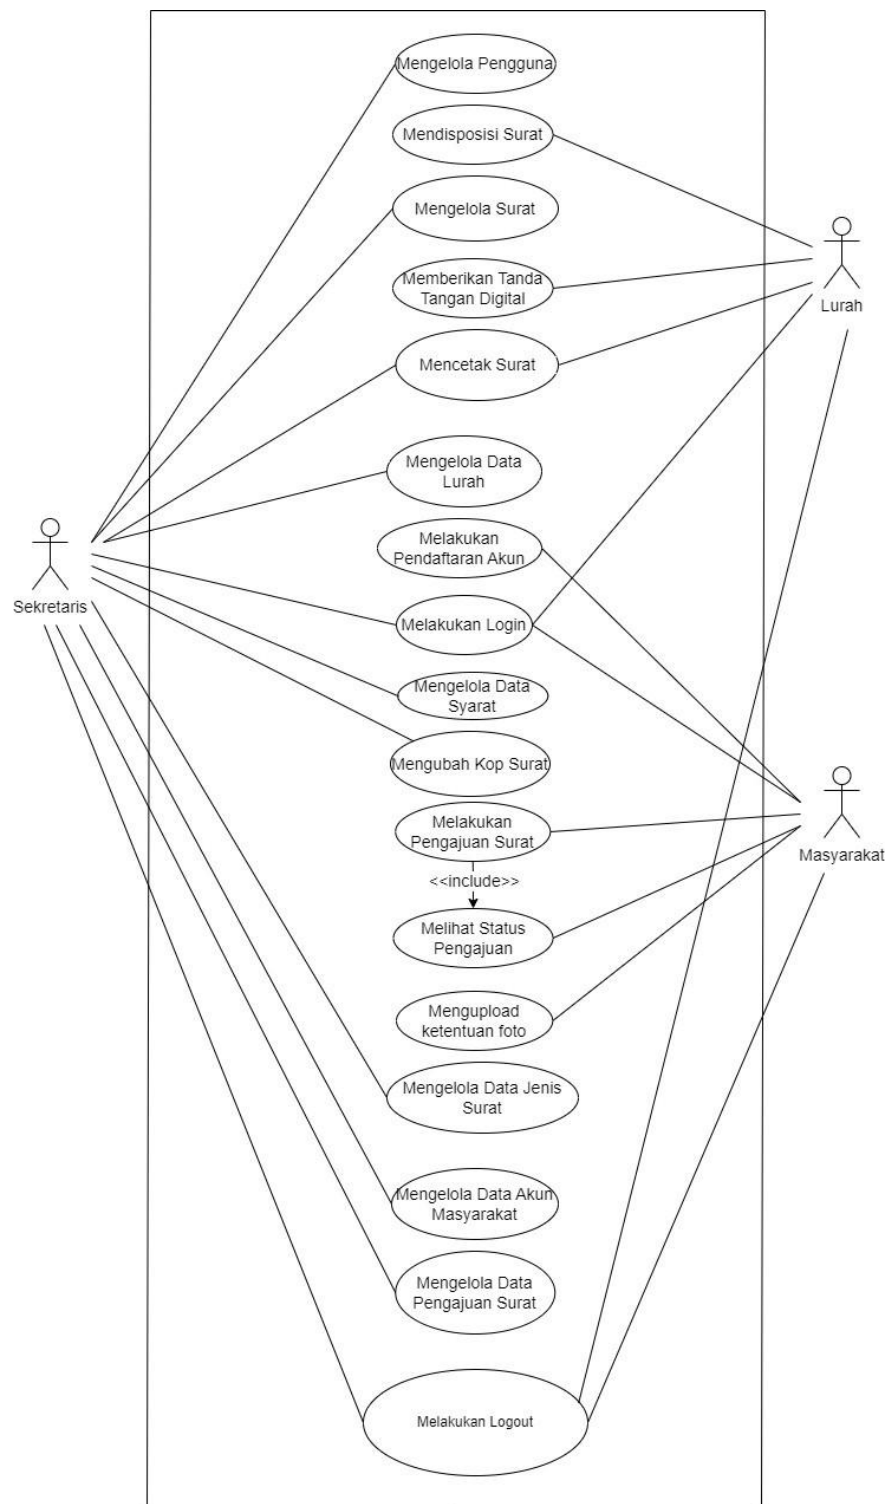 Mengelola Pengguna
Mendisposisi Surat
Mengelola Surat
Memberikan Tanda
Tangan Digital
Lurah
Mencetak Surat
Mengelola Data
Lurah
Melakukan
Pendaftaran Akun
Sekretaris
Melakukan Login
Mengelola Data
Syarat
Mengubah Kop Surat
Melakukan
Pengajuan Surat
Masyarakat
<<include>>
Melihat Status
Pengajuan
Mengupload
ketentuan foto
Mengelola Data Jenis
Surat
Mengelola Data Akun
Masyarakat
Mengelola Data
Pengajuan Surat
Melakukan Logout